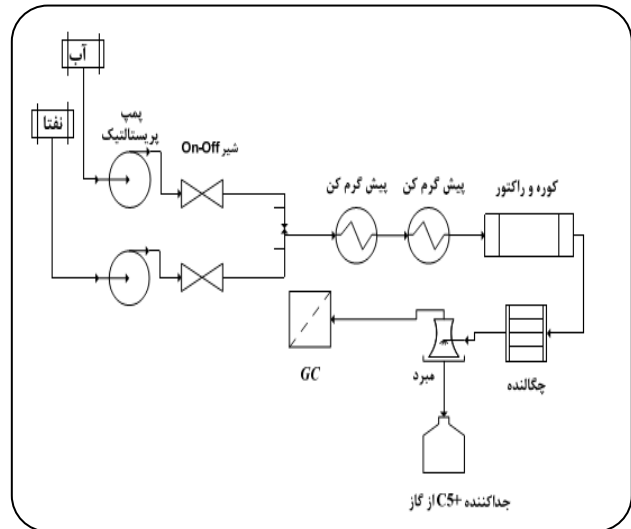 آب
نفتا
پمپ
پریستالتیک
شیر On-Off
پیش گرم کن
پیش گرم کن
کوره و راکتور
GC
مبرد
چگالنده
جداکننده C5+ از گاز